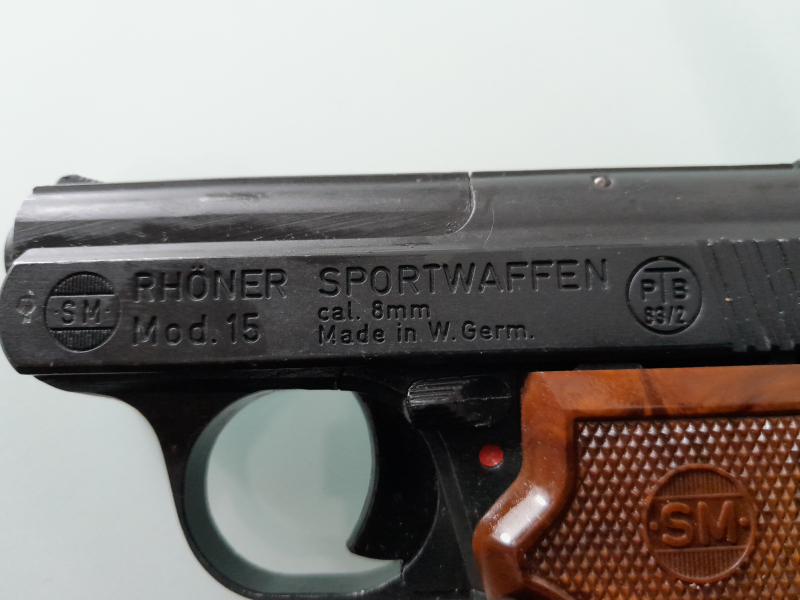 SM
RHÖNER SPORTWAFFEN
Mod. 15
cal. 8mm
Made in W. Germ.
PTB
93/2
SM